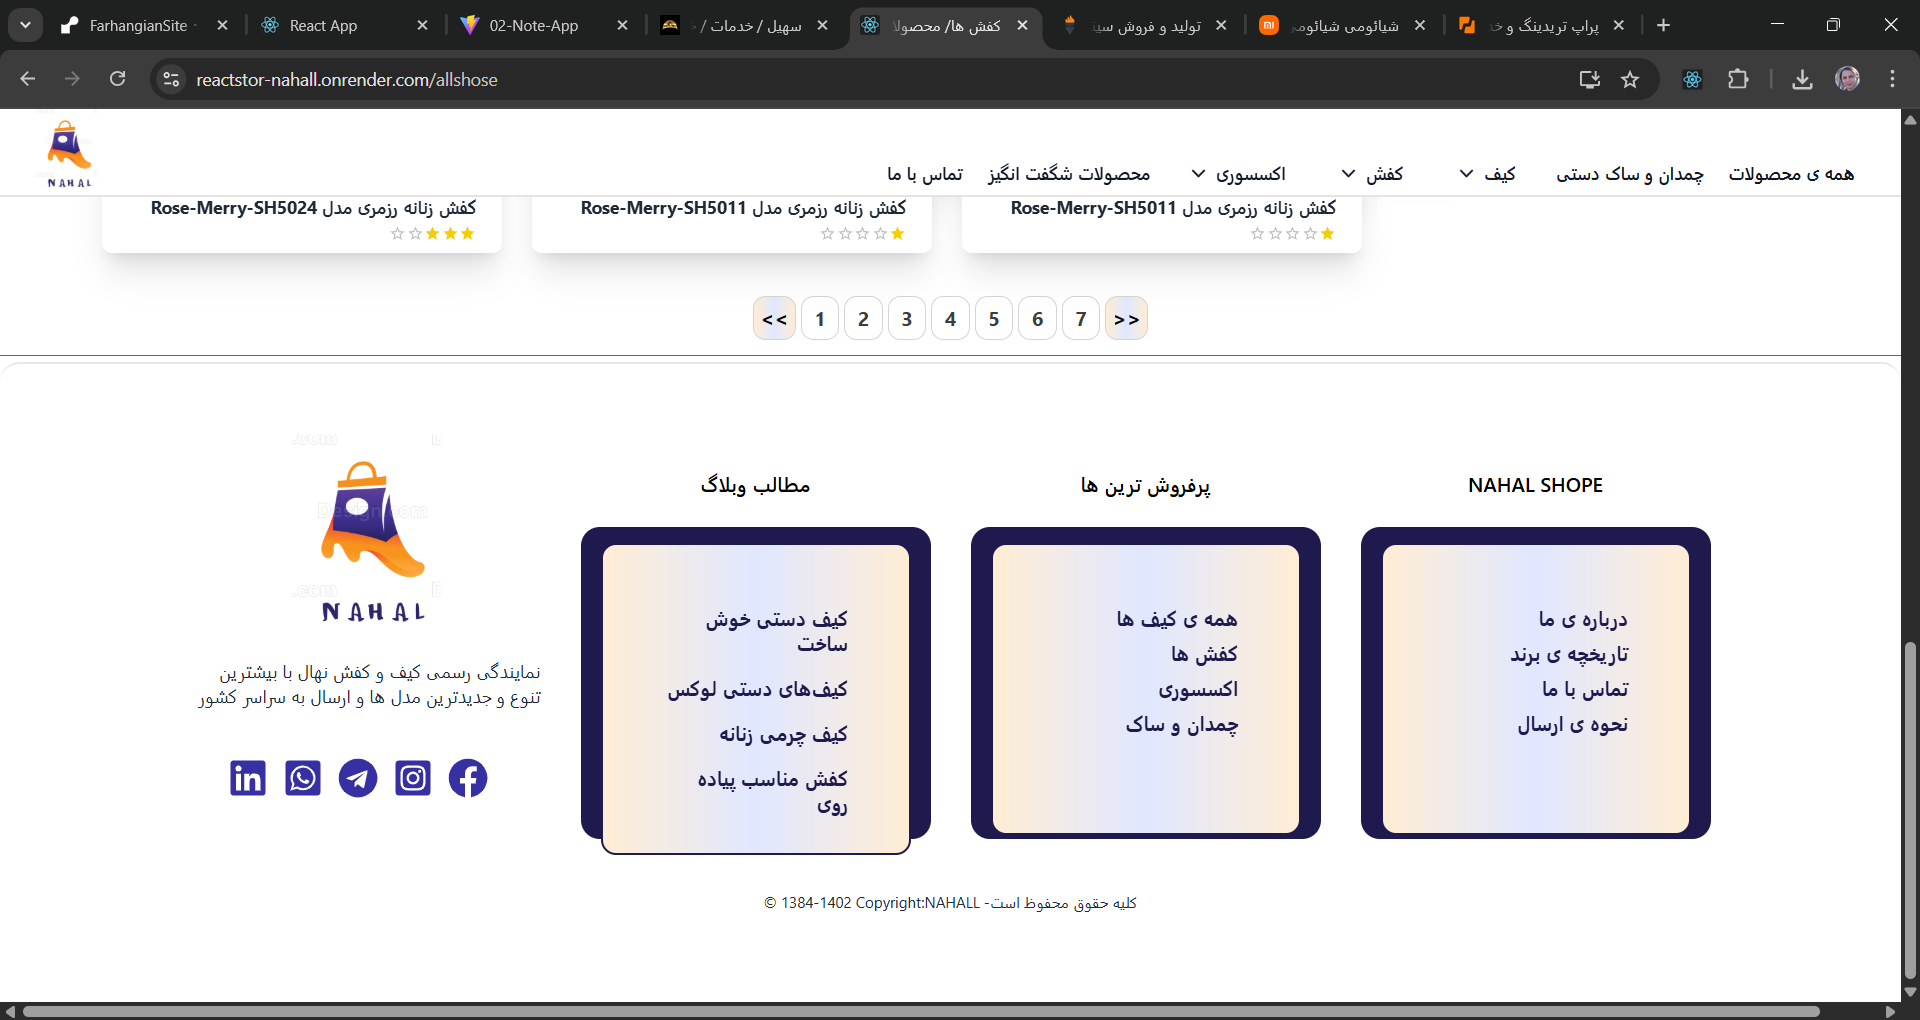 FarhangianSite
React App
02-Note-App
سهیل / خدمات /
کفش ها/ محصولا
تولید و فروش سین
شیائومی شیائومی
پراپ تریدینگ و خد
reactstor-nahall.onrender.com/allshose
NAHAL
همه ی محصولات
چمدان و ساک دستی
کیف
کفش
اکسسوری
محصولات شگفت انگیز
تماس با ما
کفش زنانه رزمری مدل Rose-Merry-SH5011
کفش زنانه رزمری مدل Rose-Merry-SH5011
کفش زنانه رزمری مدل Rose-Merry-SH5024
<< 1 2 3 4 5 6 7 >>
NAHAL SHOPE
درباره ی ما
تاریخچه ی برند
تماس با ما
نحوه ی ارسال
پرفروش ترین ها
همه ی کیف ها
کفش ها
اکسسوری
چمدان و ساک
مطالب وبلاگ
کیف دستی خوش
ساخت
کیف‌های دستی لوکس
کیف چرمی زنانه
کفش مناسب پیاده
روی
.com
Design.com
.com
NAHAL
نمایندگی رسمی کیف و کفش نهال با بیشترین
تنوع و جدیدترین مدل ها و ارسال به سراسر کشور
© 1384-1402 Copyright:NAHALL -کلیه حقوق محفوظ است